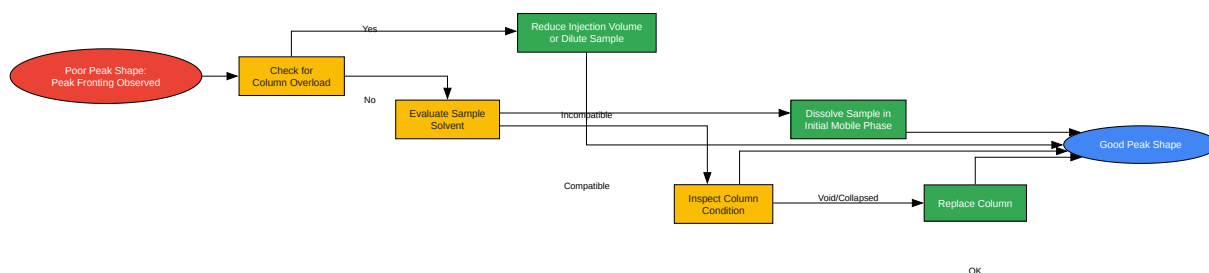 Poor Peak Shape:
Peak Fronting Observed
Check for
Column Overload
Yes
Reduce Injection Volume
or Dilute Sample
No
Evaluate Sample
Solvent
Incompatible
Dissolve Sample in
Initial Mobile Phase
Good Peak Shape
Compatible
Inspect Column
Condition
Void/Collapsed
Replace Column
OK